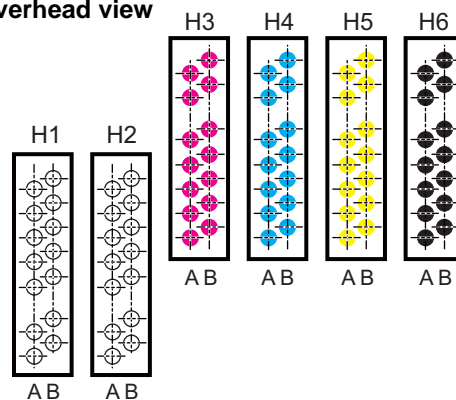 verhead view
H3 H4 H5 H6
H1 H2
A B A B A B A B
A B A B